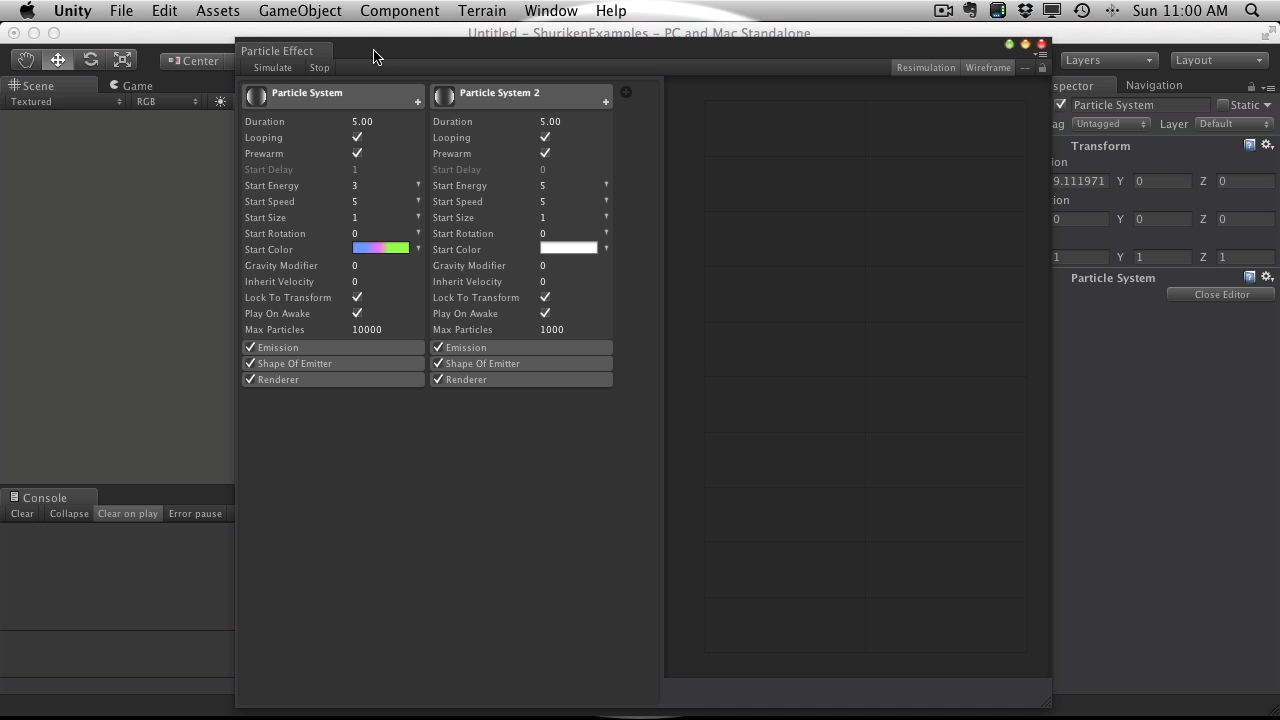 Unity File Edit Assets GameObject Component Terrain Window Help Sun 11:00 AM
Untitled – ShurikenExamples – PC and Mac Standalone
Particle Effect
Center Layers Layout
Simulate Stop Resimulation Wireframe
Scene Game spector Navigation
Textured RGB
Particle System Particle System 2 Particle System Static
ag Untagged Layer Default
Duration 5.00 Duration 5.00
Looping Looping
Transform
Prewarm Prewarm
ion
Start Delay 1 Start Delay 0
9.111971 Y 0 Z 0
Start Energy 3 Start Energy 5
Start Speed 5 Start Speed 5
tion
Start Size 1 Start Size 1
0 Y 0 Z 0
Start Rotation 0 Start Rotation 0
Start Color Start Color
1 Y 1 Z 1
Gravity Modifier 0 Gravity Modifier 0
Inherit Velocity 0 Inherit Velocity 0
Particle System
Lock To Transform Lock To Transform
Close Editor
Play On Awake Play On Awake
Max Particles 10000 Max Particles 1000
Emission Emission
Shape Of Emitter Shape Of Emitter
Renderer Renderer
Console
Clear Collapse Clear on play Error pause